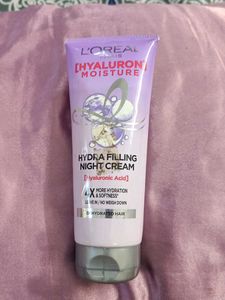 L'ORÉAL
PARIS
[HYALURON]
MOISTURE
HYDRA FILLING
NIGHT CREAM
[Hyaluronic Acid]
4X MORE HYDRATION
& SOFTNESS*
LEAVE IN / NO WEIGH DOWN
DEHYDRATED HAIR